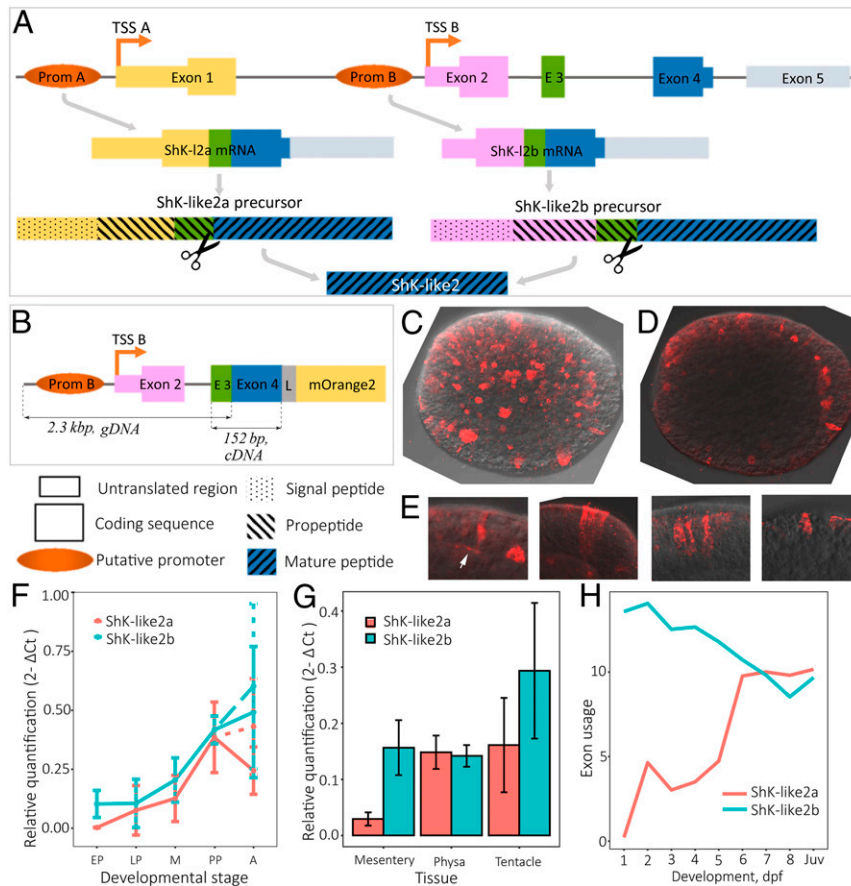 A
TSS A
TSS B
Prom A
Exon 1
Prom B
Exon 2
E 3
Exon 4
Exon 5
ShK-l2a mRNA
ShK-l2b mRNA
ShK-like2a precursor
ShK-like2b precursor
ShK-like2
B
TSS B
Prom B
Exon 2
E 3
Exon 4
L
mOrange2
2.3 kbp, gDNA
152 bp,
cDNA
C
D
E
Untranslated region
Signal peptide
Coding sequence
Propeptide
Putative promoter
Mature peptide
F
Relative quantification (2- ΔCt )
1.00
0.75
0.50
0.25
0.00
ShK-like2a
ShK-like2b
EP LP M PP A
Developmental stage
G
Relative quantification (2- ΔCt )
0.4
0.3
0.2
0.1
0.0
ShK-like2a
ShK-like2b
Mesentery Physa Tentacle
Tissue
H
Exon usage
10
5
0
ShK-like2a
ShK-like2b
1 2 3 4 5 6 7 8 Juv
Development, dpf